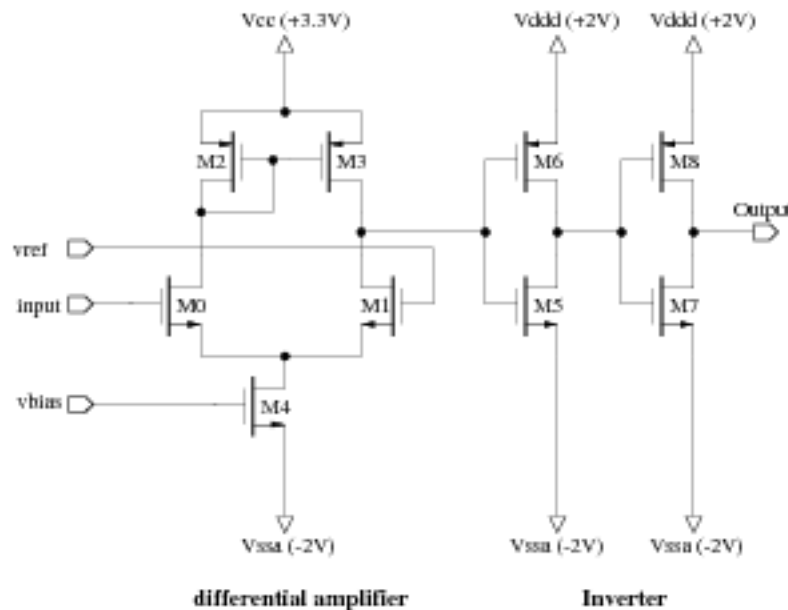 Vcc (+3.3V) Vddd (+2V) Vddd (+2V)
M2 M3 M6 M8
Output
vref
input M0 M1 M5 M7
vbias M4
Vssa (-2V) Vssa (-2V) Vssa (-2V)
differential amplifier Inverter